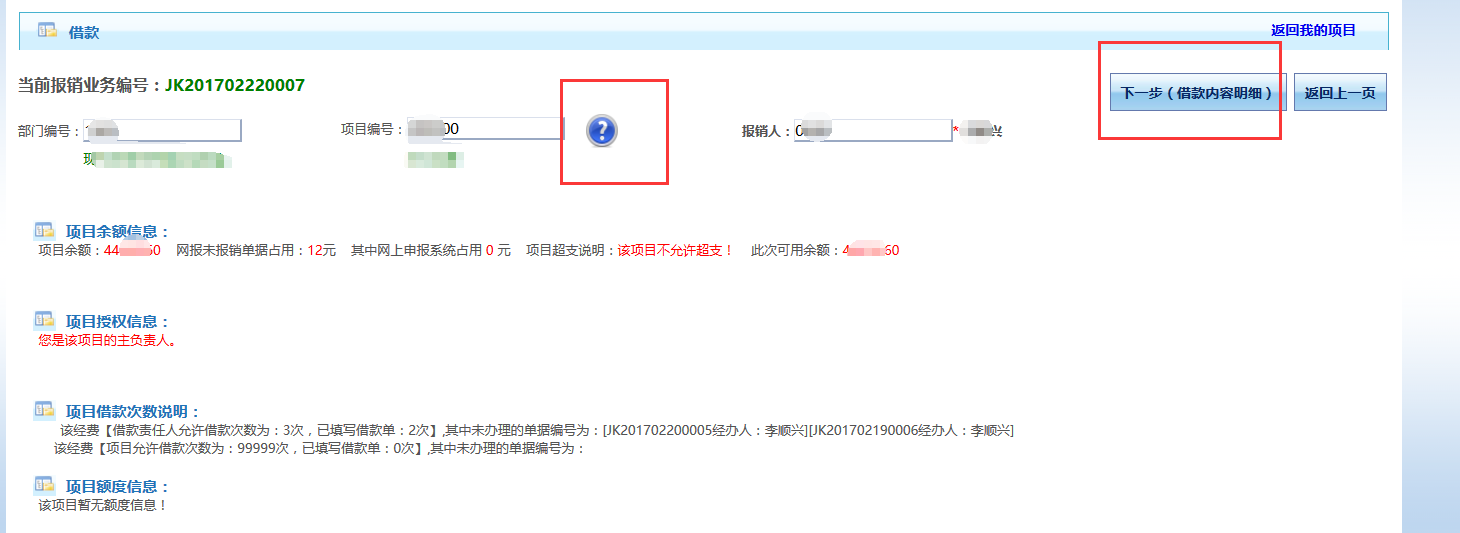 借款
返回我的项目
当前报销业务编号：JK201702220007
下一步（借款内容明细） 返回上一页
部门编号： 项目编号：00 报销人：0 * 兴
现
项目余额信息：
项目余额：44 60 网报未报销单据占用：12元 其中网上申报系统占用 0 元 项目超支说明：该项目不允许超支！ 此次可用余额：4 60
项目授权信息：
您是该项目的主负责人。
项目借款次数说明：
该经费【借款责任人允许借款次数为：3次，已填写借款单：2次】,其中未办理的单据编号为：[JK201702200005经办人：李顺兴][JK201702190006经办人：李顺兴]
该经费【项目允许借款次数为：99999次，已填写借款单：0次】,其中未办理的单据编号为：
项目额度信息：
该项目暂无额度信息！